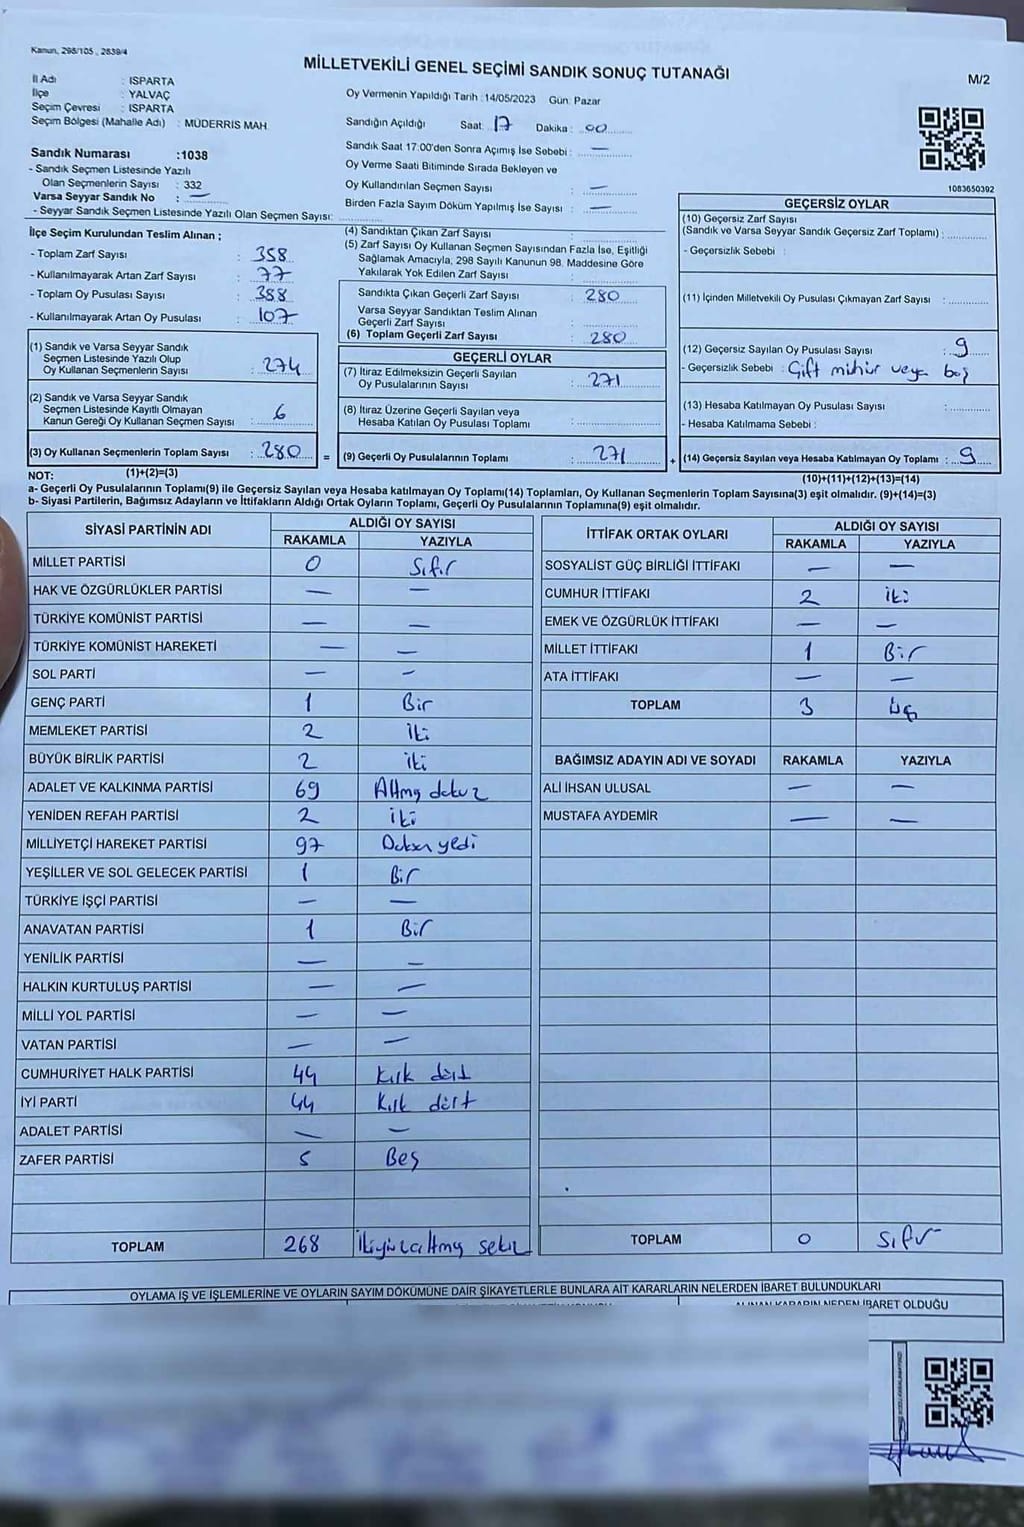 Kanun, 298/105 , 2839/4
MİLLETVEKİLİ GENEL SEÇİMİ SANDIK SONUÇ TUTANAĞI
M/2
İl Adı : ISPARTA
İlçe : YALVAÇ
Seçim Çevresi : ISPARTA
Seçim Bölgesi (Mahalle Adı) : MÜDERRİS MAH.
Oy Vermenin Yapıldığı Tarih :14/05/2023 Gün: Pazar
Sandığın Açıldığı Saat: 17 Dakika : 00
Sandık Saat 17:00'den Sonra Açımış İse Sebebi : —
Oy Verme Saati Bitiminde Sırada Bekleyen ve
Oy Kullandırılan Seçmen Sayısı : —
Birden Fazla Sayım Döküm Yapılmış İse Sayısı : —
Sandık Numarası :1038
- Sandık Seçmen Listesinde Yazılı
Olan Seçmenlerin Sayısı : 332
Varsa Seyyar Sandık No : —
- Seyyar Sandık Seçmen Listesinde Yazılı Olan Seçmen Sayısı:
1083650392
İlçe Seçim Kurulundan Teslim Alınan ;
- Toplam Zarf Sayısı : 358
- Kullanılmayarak Artan Zarf Sayısı : 77
- Toplam Oy Pusulası Sayısı : 388
- Kullanılmayarak Artan Oy Pusulası : 107
(1) Sandık ve Varsa Seyyar Sandık
Seçmen Listesinde Yazılı Olup
Oy Kullanan Seçmenlerin Sayısı : 274
(2) Sandık ve Varsa Seyyar Sandık
Seçmen Listesinde Kayıtlı Olmayan
Kanun Gereği Oy Kullanan Seçmen Sayısı : 6
(3) Oy Kullanan Seçmenlerin Toplam Sayısı : 280 =
(1)+(2)=(3)
(4) Sandıktan Çıkan Zarf Sayısı :
(5) Zarf Sayısı Oy Kullanan Seçmen Sayısından Fazla İse, Eşitliği
Sağlamak Amacıyla, 298 Sayılı Kanunun 98. Maddesine Göre
Yakılarak Yok Edilen Zarf Sayısı :
Sandıkta Çıkan Geçerli Zarf Sayısı : 280
Varsa Seyyar Sandıktan Teslim Alınan
Geçerli Zarf Sayısı :
(6) Toplam Geçerli Zarf Sayısı : 280
GEÇERLİ OYLAR
(7) İtiraz Edilmeksizin Geçerli Sayılan
Oy Pusulalarının Sayısı : 271
(8) İtiraz Üzerine Geçerli Sayılan veya
Hesaba Katılan Oy Pusulası Toplamı :
(9) Geçerli Oy Pusulalarının Toplamı : 271 +
GEÇERSİZ OYLAR
(10) Geçersiz Zarf Sayısı
(Sandık ve Varsa Seyyar Sandık Geçersiz Zarf Toplamı) :
- Geçersizlik Sebebi :
(11) İçinden Milletvekili Oy Pusulası Çıkmayan Zarf Sayısı :
(12) Geçersiz Sayılan Oy Pusulası Sayısı : 9
- Geçersizlik Sebebi : Çift mühür veya boş
(13) Hesaba Katılmayan Oy Pusulası Sayısı :
- Hesaba Katılmama Sebebi :
(14) Geçersiz Sayılan veya Hesaba Katılmayan Oy Toplamı : 9
(10)+(11)+(12)+(13)=(14)
NOT:
a- Geçerli Oy Pusulalarının Toplamı(9) ile Geçersiz Sayılan veya Hesaba katılmayan Oy Toplamı(14) Toplamları, Oy Kullanan Seçmenlerin Toplam Sayısına(3) eşit olmalıdır. (9)+(14)=(3)
b- Siyasi Partilerin, Bağımsız Adayların ve İttifakların Aldığı Ortak Oyların Toplamı, Geçerli Oy Pusulalarının Toplamına(9) eşit olmalıdır.
SİYASİ PARTİNİN ADI ALDIĞI OY SAYISI
RAKAMLA YAZIYLA
MİLLET PARTİSİ 0 Sıfır
HAK VE ÖZGÜRLÜKLER PARTİSİ — —
TÜRKİYE KOMÜNİST PARTİSİ — —
TÜRKİYE KOMÜNİST HAREKETİ — —
SOL PARTİ — —
GENÇ PARTİ 1 Bir
MEMLEKET PARTİSİ 2 İki
BÜYÜK BİRLİK PARTİSİ 2 İki
ADALET VE KALKINMA PARTİSİ 69 Altmış dokuz
YENİDEN REFAH PARTİSİ 2 İki
MİLLİYETÇİ HAREKET PARTİSİ 97 Doksan yedi
YEŞİLLER VE SOL GELECEK PARTİSİ 1 Bir
TÜRKİYE İŞÇİ PARTİSİ — —
ANAVATAN PARTİSİ 1 Bir
YENİLİK PARTİSİ — —
HALKIN KURTULUŞ PARTİSİ — —
MİLLİ YOL PARTİSİ — —
VATAN PARTİSİ — —
CUMHURİYET HALK PARTİSİ 44 Kırk dört
İYİ PARTİ 44 Kırk dört
ADALET PARTİSİ — —
ZAFER PARTİSİ 5 Beş
TOPLAM 268 İkiyüzaltmış sekiz
İTTİFAK ORTAK OYLARI ALDIĞI OY SAYISI
RAKAMLA YAZIYLA
SOSYALİST GÜÇ BİRLİĞİ İTTİFAKI — —
CUMHUR İTTİFAKI 2 İki
EMEK VE ÖZGÜRLÜK İTTİFAKI — —
MİLLET İTTİFAKI 1 Bir
ATA İTTİFAKI — —
TOPLAM 3 Üç
BAĞIMSIZ ADAYIN ADI VE SOYADI RAKAMLA YAZIYLA
ALİ İHSAN ULUSAL — —
MUSTAFA AYDEMİR — —
TOPLAM 0 Sıfır
OYLAMA İŞ VE İŞLEMLERİNE VE OYLARIN SAYIM DÖKÜMÜNE DAİR ŞİKAYETLERLE BUNLARA AİT KARARLARIN NELERDEN İBARET BULUNDUKLARI
ALINAN KARARIN NEDEN İBARET OLDUĞU